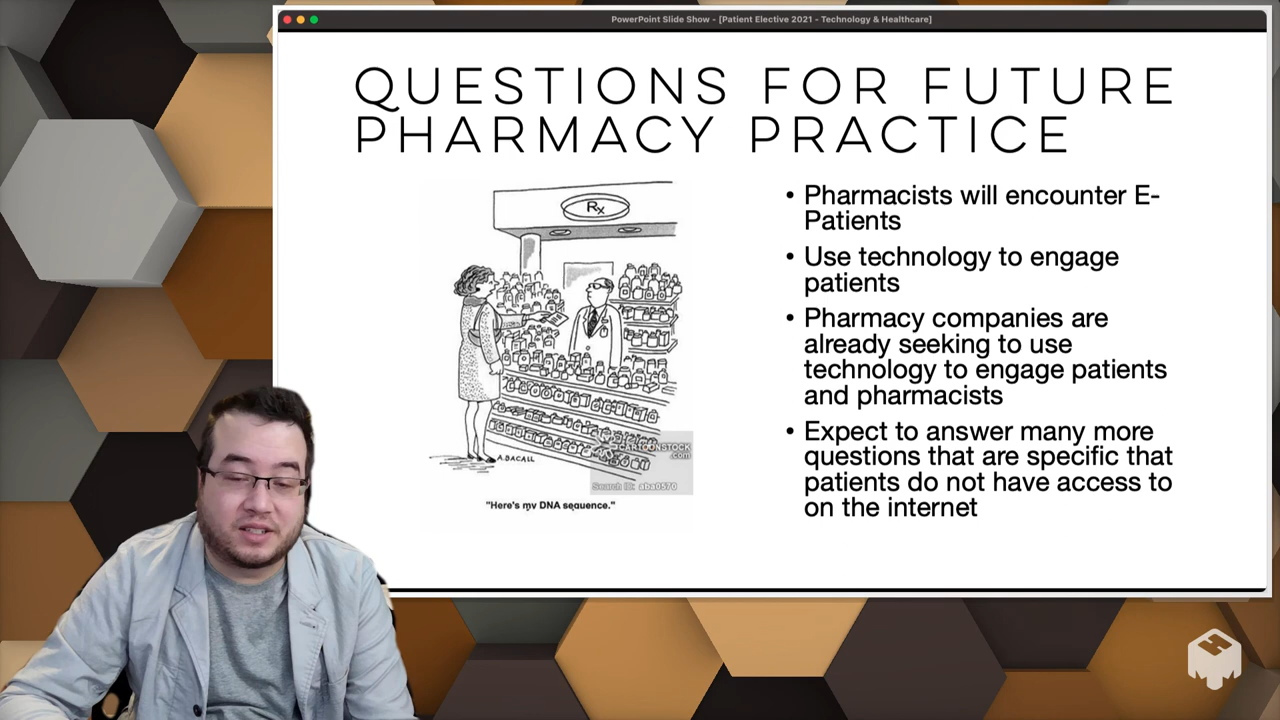 PowerPoint Slide Show - [Patient Elective 2021 - Technology & Healthcare]
QUESTIONS FOR FUTURE
PHARMACY PRACTICE
• Pharmacists will encounter E-
Patients
• Use technology to engage
patients
• Pharmacy companies are
already seeking to use
technology to engage patients
and pharmacists
• Expect to answer many more
questions that are specific that
patients do not have access to
on the internet
Rx
A.BACALL
CARTOONSTOCK
.com
Search ID: aba0570
"Here's my DNA sequence."